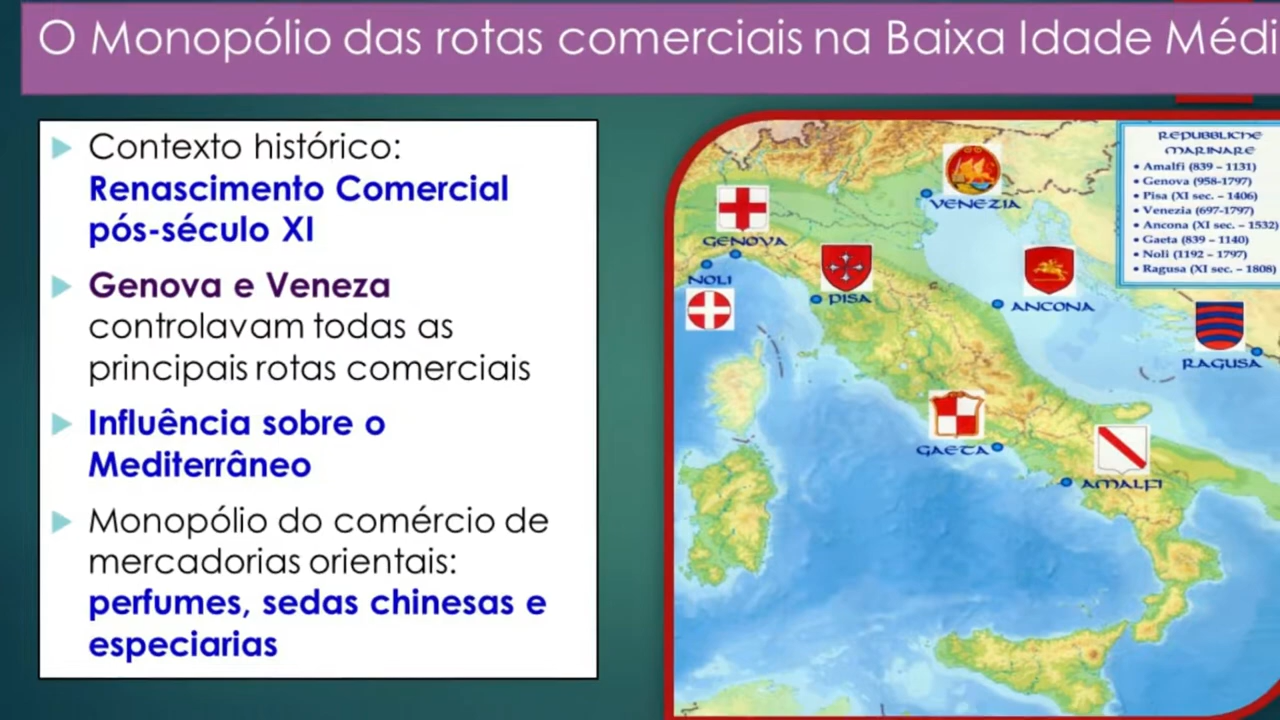 O Monopólio das rotas comerciais na Baixa Idade Médi
Contexto histórico:
Renascimento Comercial
pós-século XI
Genova e Veneza
controlavam todas as
principais rotas comerciais
Influência sobre o
Mediterrâneo
Monopólio do comércio de
mercadorias orientais:
perfumes, sedas chinesas e
especiarias
REPUBBLICHE
MARINARE
• Amalfi (839 – 1131)
• Genova (958-1797)
• Pisa (XI sec. – 1406)
• Venezia (697-1797)
• Ancona (XI sec. – 1532)
• Gaeta (839 – 1140)
• Noli (1192 – 1797)
• Ragusa (XI sec. – 1808)
VENEZIA
GENOVA
NOLI
PISA
ANCONA
RAGUSA
GAETA
AMALFI